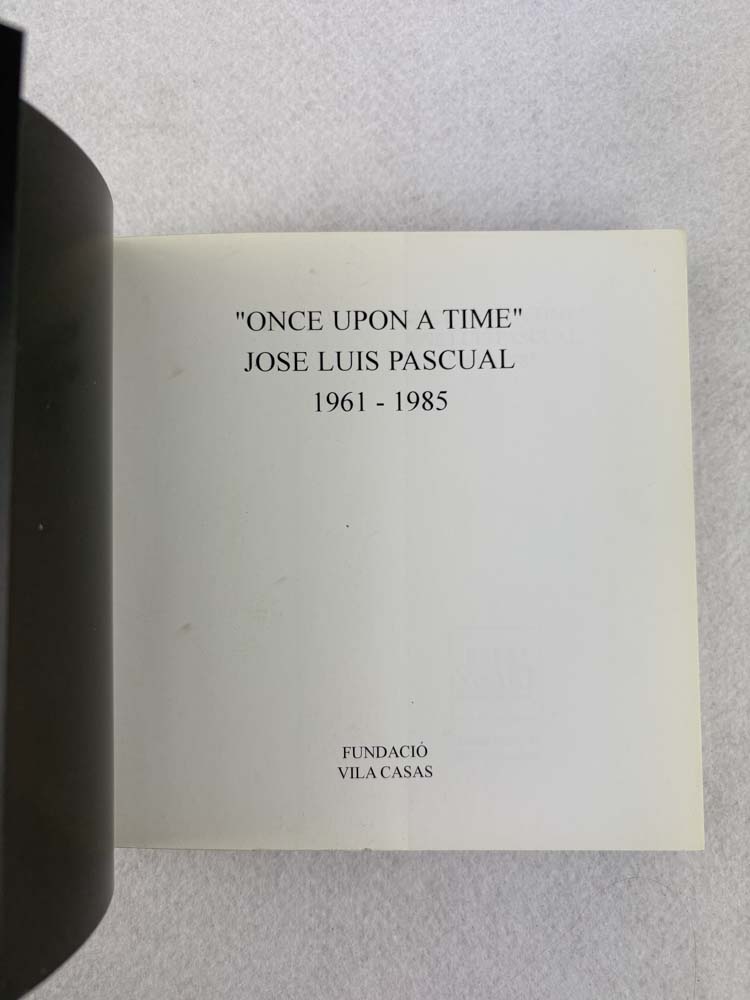 "ONCE UPON A TIME"
JOSE LUIS PASCUAL
1961 - 1985
FUNDACIÓ
VILA CASAS